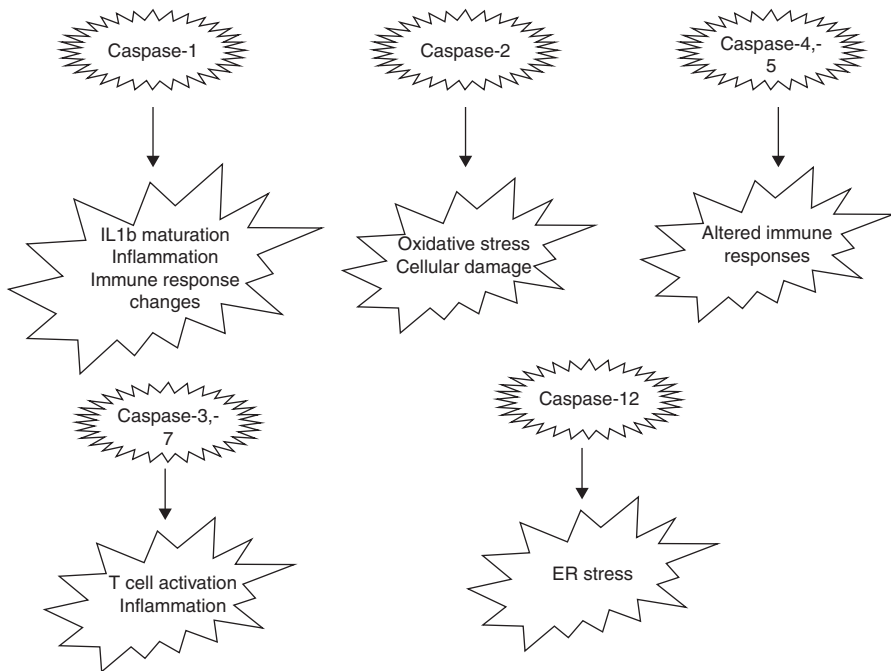 Caspase-1
Caspase-2
Caspase-4,-
5
IL1b maturation
Inflammation
Immune response
changes
Oxidative stress
Cellular damage
Altered immune
responses
Caspase-3,-
7
Caspase-12
T cell activation
Inflammation
ER stress